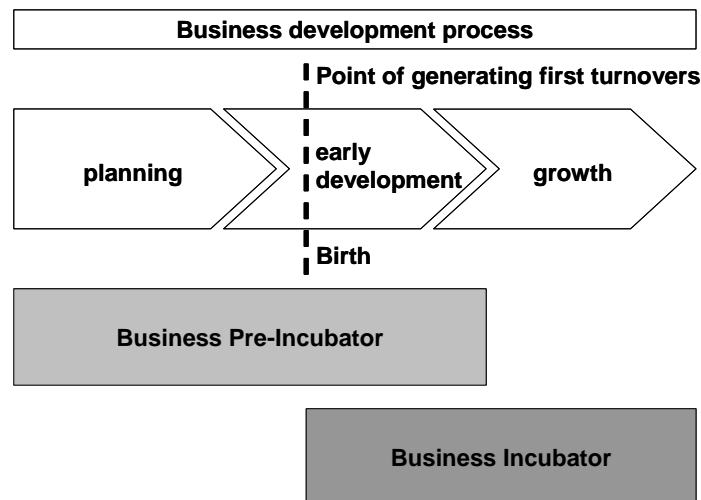 Business development process
Point of generating first turnovers
planning
early
development
growth
Birth
Business Pre-Incubator
Business Incubator